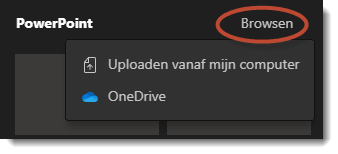 PowerPoint Browsen
Uploaden vanaf mijn computer
OneDrive